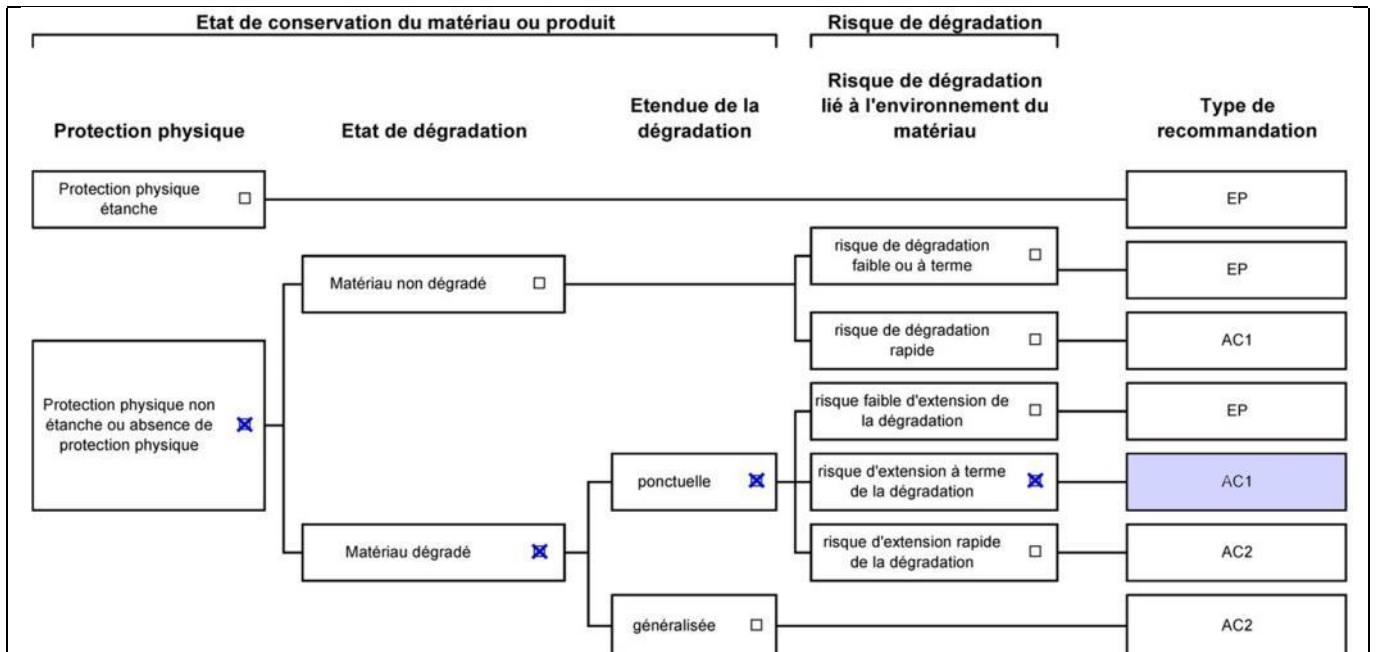 Etat de conservation du matériau ou produit
Risque de dégradation
Protection physique
Etat de dégradation
Etendue de la
dégradation
Risque de dégradation
lié à l'environnement du
matériau
Type de
recommandation
Protection physique
étanche
EP
Matériau non dégradé
risque de dégradation
faible ou à terme
EP
risque de dégradation
rapide
AC1
Protection physique non
étanche ou absence de
protection physique
risque faible d'extension de
la dégradation
EP
ponctuelle
risque d'extension à terme
de la dégradation
AC1
Matériau dégradé
risque d'extension rapide
de la dégradation
AC2
généralisée
AC2